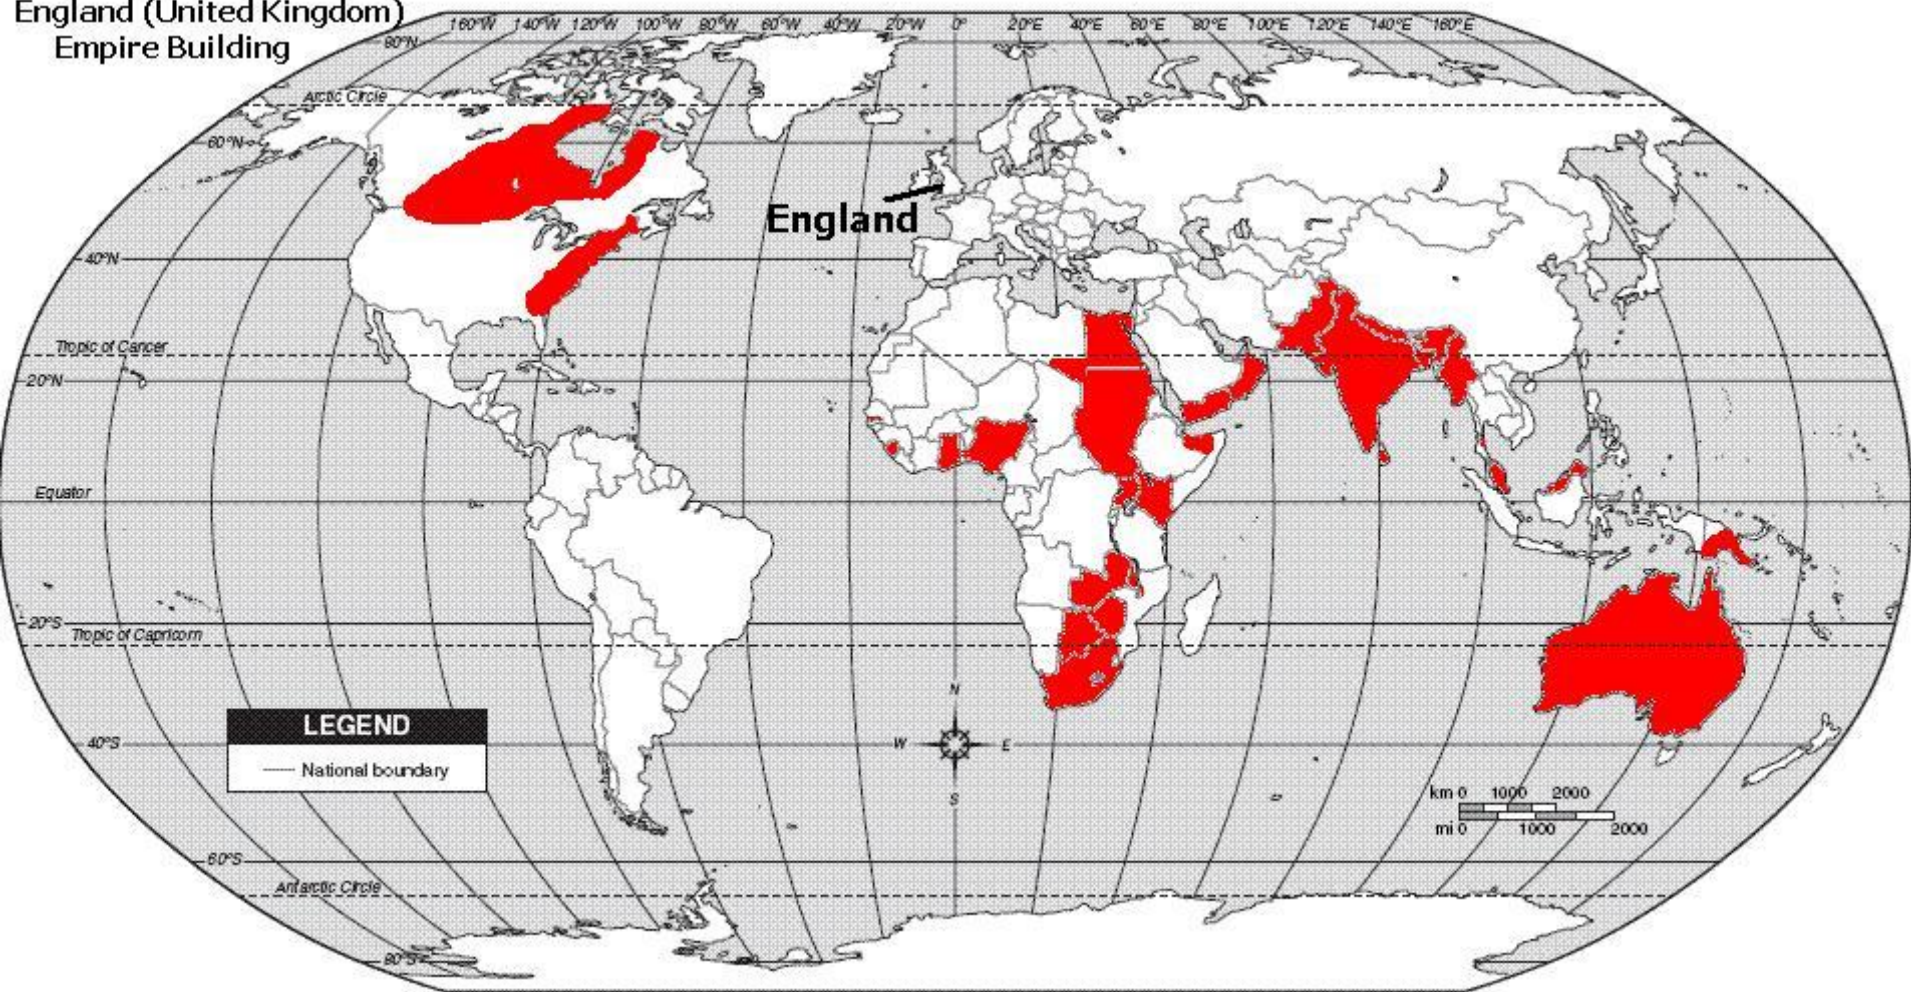 England (United Kingdom)
Empire Building
160°W 140°W 120°W 100°W 80°W 60°W 40°W 20°W 0° 20°E 40°E 60°E 80°E 100°E 120°E 140°E 160°E
80°N
Arctic Circle
60°N
England
40°N
Tropic of Cancer
20°N
Equator
20°S
Tropic of Capricorn
N
LEGEND
40°S
W E
National boundary
S
km 0 1000 2000
mi 0 1000 2000
60°S
Antarctic Circle
80°S